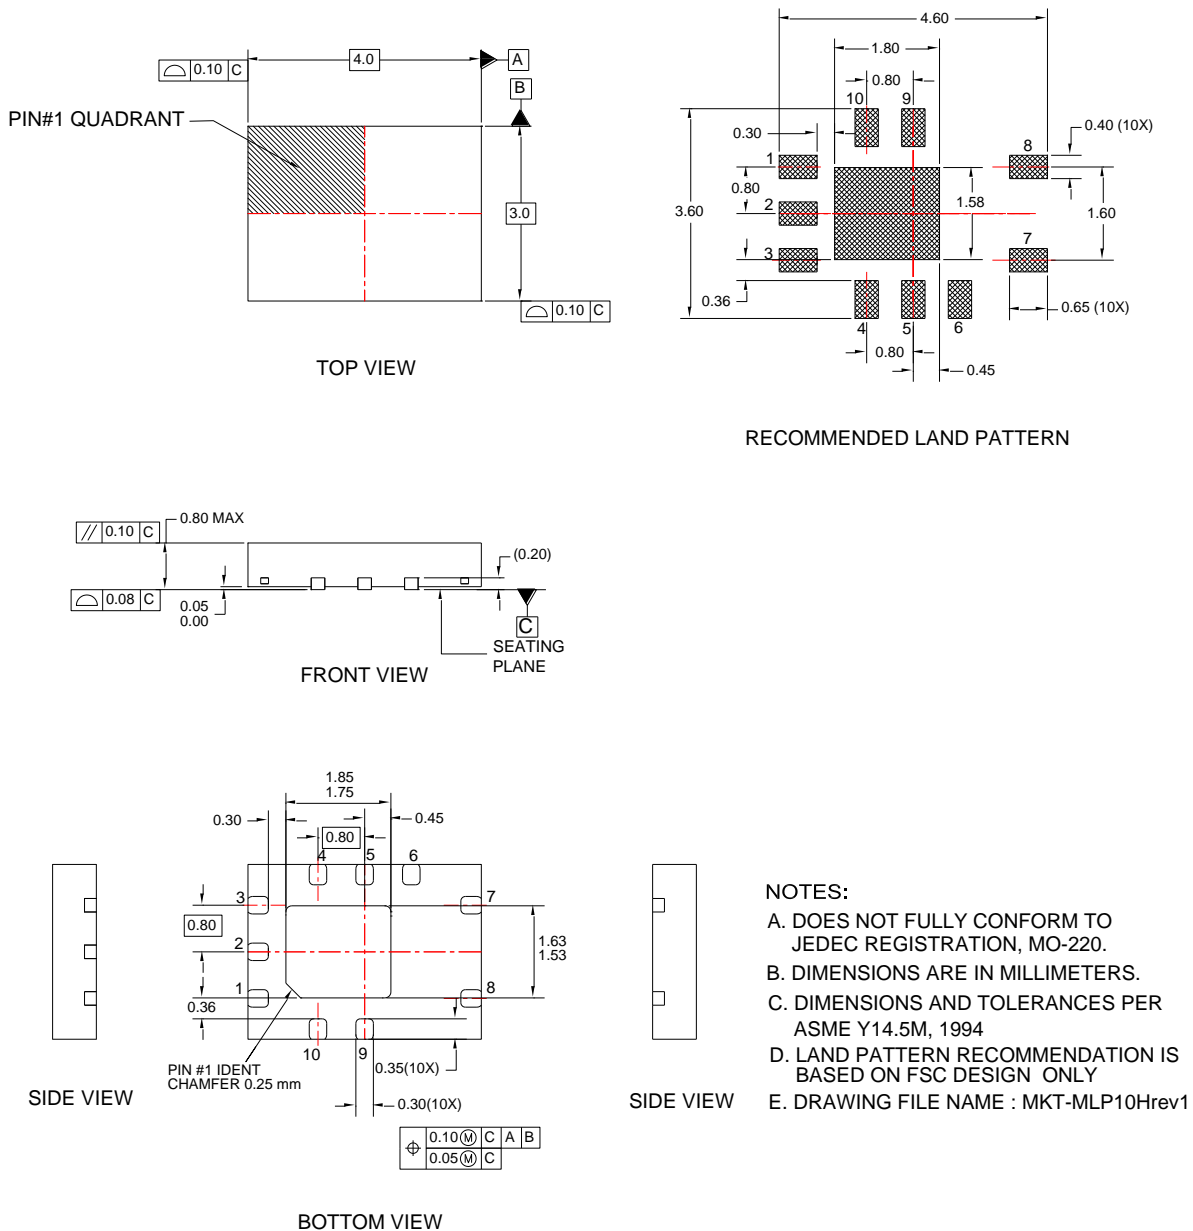 0.10 C
4.0
A
B
PIN#1 QUADRANT
3.0
0.10 C
TOP VIEW
4.60
1.80
0.80
10 9
0.30
0.40 (10X)
1
8
0.80
3.60
2
1.58
1.60
3
7
0.36
0.65 (10X)
4 5 6
0.80
0.45
RECOMMENDED LAND PATTERN
// 0.10 C
0.80 MAX
(0.20)
0.08 C
0.05
0.00
C
SEATING
PLANE
FRONT VIEW
1.85
1.75
0.30
0.45
0.80
4 5 6
3
7
0.80
2
1.63
1.53
1
8
0.36
10 9
PIN #1 IDENT
CHAMFER 0.25 mm
0.35(10X)
0.30(10X)
0.10 Ⓜ C A B
0.05 Ⓜ C
SIDE VIEW
BOTTOM VIEW
SIDE VIEW
NOTES:
A. DOES NOT FULLY CONFORM TO
JEDEC REGISTRATION, MO-220.
B. DIMENSIONS ARE IN MILLIMETERS.
C. DIMENSIONS AND TOLERANCES PER
ASME Y14.5M, 1994
D. LAND PATTERN RECOMMENDATION IS
BASED ON FSC DESIGN ONLY
E. DRAWING FILE NAME : MKT-MLP10Hrev1